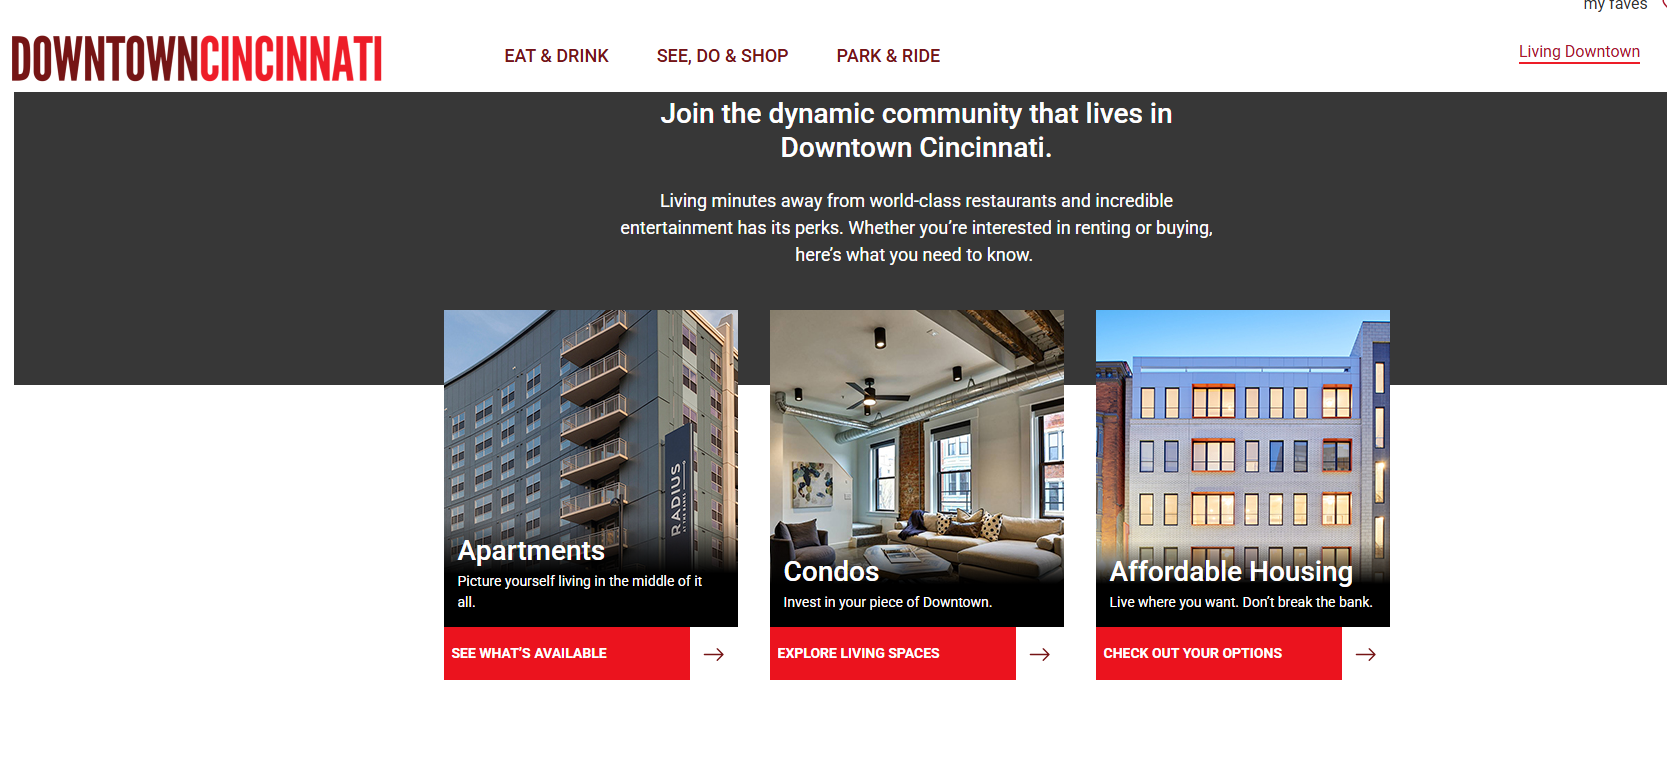 my faves
DOWNTOWNCINCINNATI
EAT & DRINK
SEE, DO & SHOP
PARK & RIDE
Living Downtown
Join the dynamic community that lives in
Downtown Cincinnati.
Living minutes away from world-class restaurants and incredible
entertainment has its perks. Whether you’re interested in renting or buying,
here’s what you need to know.
RADIUS
Apartments
Picture yourself living in the middle of it
all.
SEE WHAT’S AVAILABLE
Condos
Invest in your piece of Downtown.
EXPLORE LIVING SPACES
Affordable Housing
Live where you want. Don’t break the bank.
CHECK OUT YOUR OPTIONS